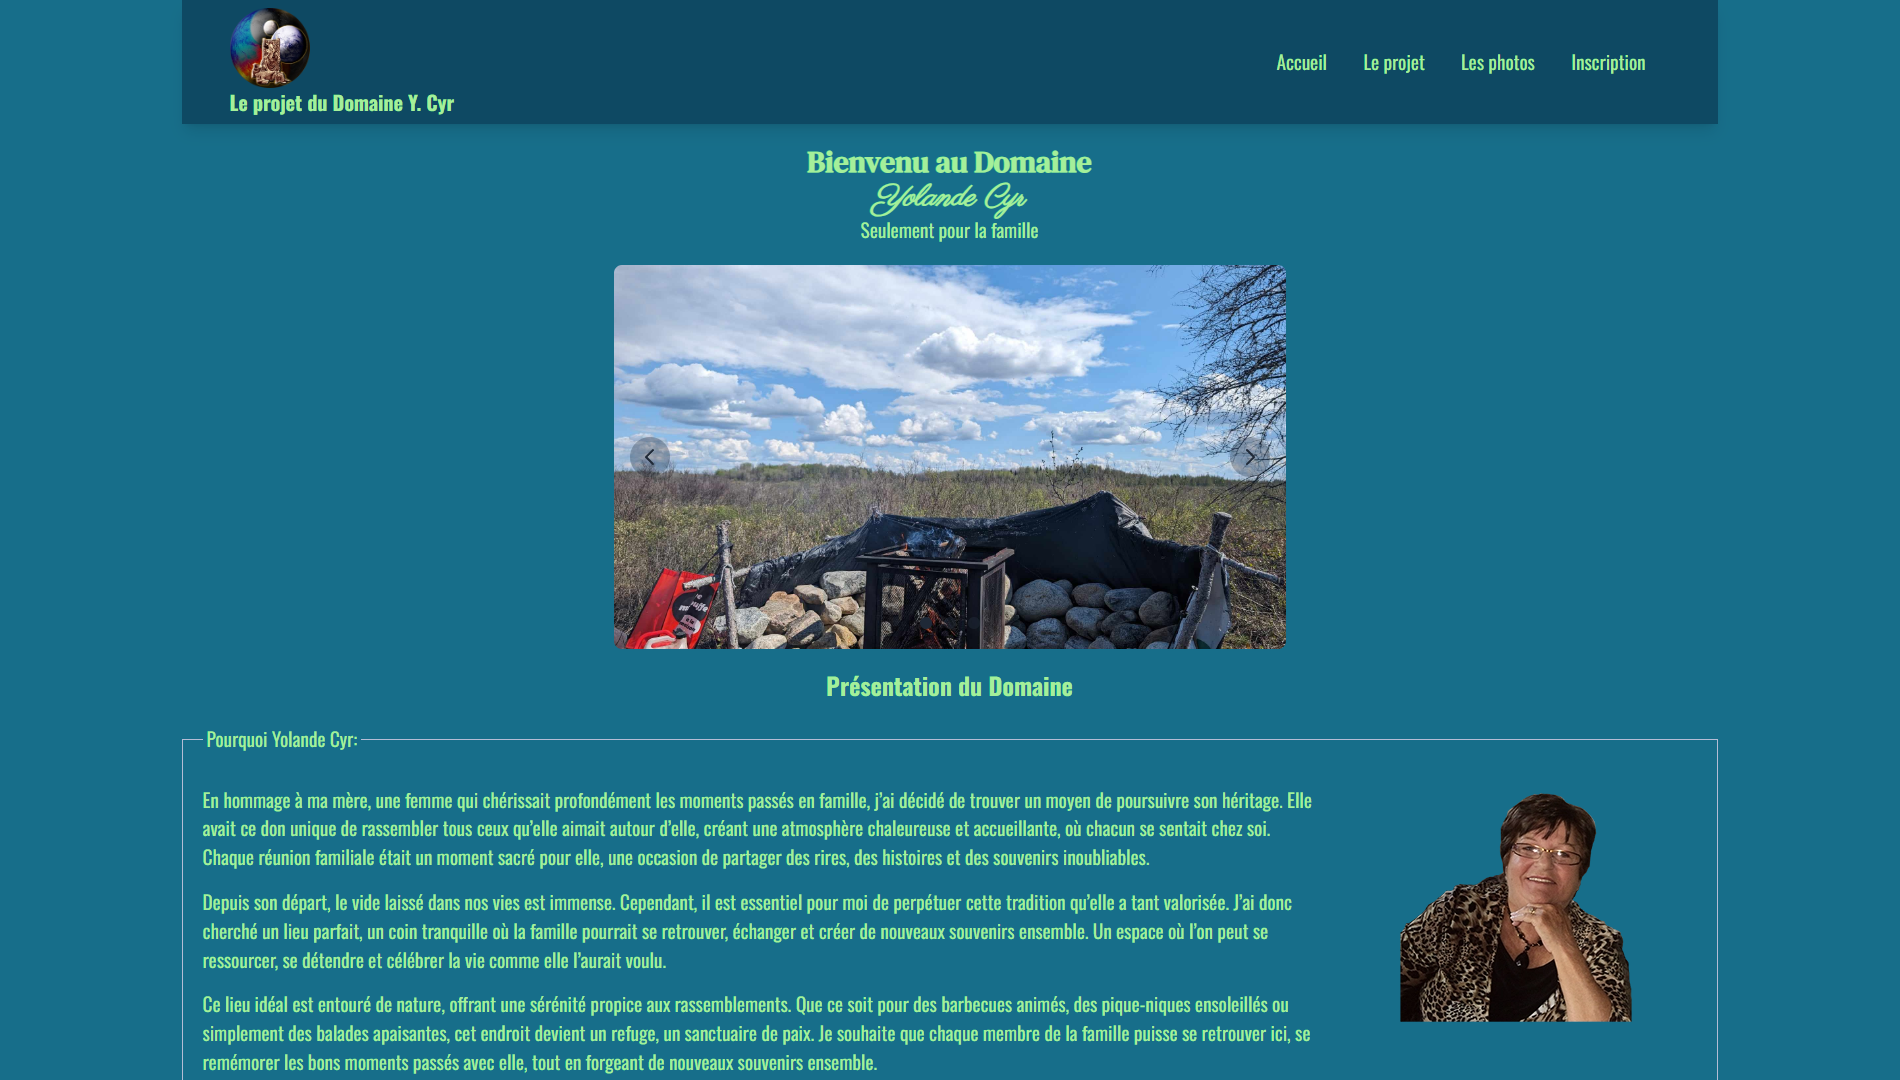 Le projet du Domaine Y. Cyr
Accueil Le projet Les photos Inscription
Bienvenu au Domaine
Yolande Cyr
Seulement pour la famille
Présentation du Domaine
Pourquoi Yolande Cyr:
En hommage à ma mère, une femme qui chérissait profondément les moments passés en famille, j’ai décidé de trouver un moyen de poursuivre son héritage. Elle
avait ce don unique de rassembler tous ceux qu’elle aimait autour d’elle, créant une atmosphère chaleureuse et accueillante, où chacun se sentait chez soi.
Chaque réunion familiale était un moment sacré pour elle, une occasion de partager des rires, des histoires et des souvenirs inoubliables.
Depuis son départ, le vide laissé dans nos vies est immense. Cependant, il est essentiel pour moi de perpétuer cette tradition qu’elle a tant valorisée. J’ai donc
cherché un lieu parfait, un coin tranquille où la famille pourrait se retrouver, échanger et créer de nouveaux souvenirs ensemble. Un espace où l’on peut se
ressourcer, se détendre et célébrer la vie comme elle l’aurait voulu.
Ce lieu idéal est entouré de nature, offrant une sérénité propice aux rassemblements. Que ce soit pour des barbecues animés, des pique-niques ensoleillés ou
simplement des balades apaisantes, cet endroit devient un refuge, un sanctuaire de paix. Je souhaite que chaque membre de la famille puisse se retrouver ici, se
remémorer les bons moments passés avec elle, tout en forgeant de nouveaux souvenirs ensemble.